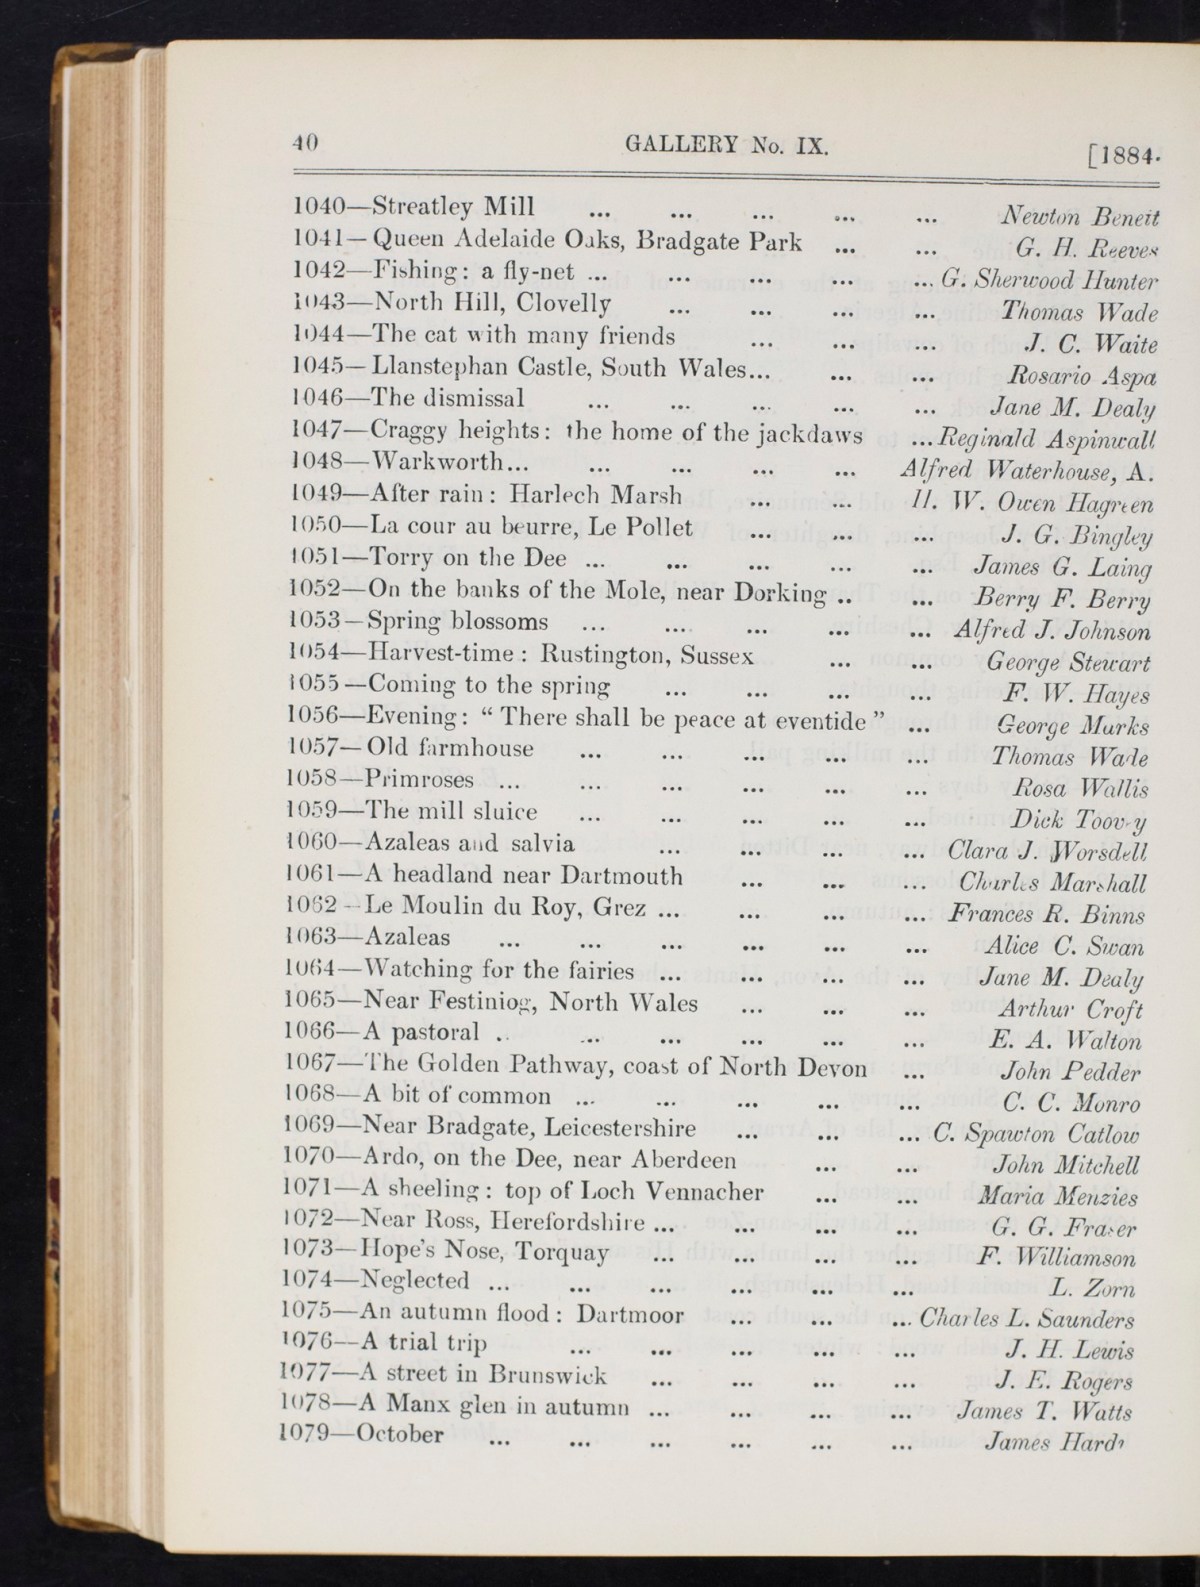 40 GALLERY No. IX. [1884.
1040—Streatley Mill ... ... ... ... ... Newton Benett
1041—Queen Adelaide Oaks, Bradgate Park ... ... G. H. Reeves
1042—Fishing: a fly-net ... ... ... ... ... G. Sherwood Hunter
1043—North Hill, Clovelly ... ... ... ... Thomas Wade
1044—The cat with many friends ... ... ... J. C. Waite
1045—Llanstephan Castle, South Wales... ... ... Rosario Aspa
1046—The dismissal ... ... ... ... ... Jane M. Dealy
1047—Craggy heights: the home of the jackdaws ... Reginald Aspinwall
1048—Warkworth... ... ... ... ... Alfred Waterhouse, A.
1049—After rain: Harlech Marsh ... ... H. W. Owen Hagreen
1050—La cour au beurre, Le Pollet ... ... ... J. G. Bingley
1051—Torry on the Dee ... ... ... ... ... James G. Laing
1052—On the banks of the Mole, near Dorking .. ... Berry F. Berry
1053—Spring blossoms ... ... ... ... ... Alfred J. Johnson
1054—Harvest-time: Rustington, Sussex ... ... George Stewart
1055—Coming to the spring ... ... ... ... F. W. Hayes
1056—Evening: "There shall be peace at eventide" ... George Marks
1057—Old farmhouse ... ... ... ... ... Thomas Wade
1058—Primroses ... ... ... ... ... ... Rosa Wallis
1059—The mill sluice ... ... ... ... ... Dick Toovey
1060—Azaleas and salvia ... ... ... ... Clara J. Worsdell
1061—A headland near Dartmouth ... ... ... Charles Marshall
1062—Le Moulin du Roy, Grez ... ... ... ... Frances R. Binns
1063—Azaleas ... ... ... ... ... ... Alice C. Swan
1064—Watching for the fairies ... ... ... ... Jane M. Dealy
1065—Near Festiniog, North Wales ... ... ... Arthur Croft
1066—A pastoral .. ... ... ... ... ... E. A. Walton
1067—The Golden Pathway, coast of North Devon ... John Pedder
1068—A bit of common ... ... ... ... ... C. C. Monro
1069—Near Bradgate, Leicestershire ... ... ... C. Spawton Catlow
1070—Ardo, on the Dee, near Aberdeen ... ... John Mitchell
1071—A sheeling: top of Loch Vennacher ... ... Maria Menzies
1072—Near Ross, Herefordshire ... ... ... ... G. G. Fraser
1073—Hope's Nose, Torquay ... ... ... ... F. Williamson
1074—Neglected ... ... ... ... ... ... L. Zorn
1075—An autumn flood: Dartmoor ... ... ... Charles L. Saunders
1076—A trial trip ... ... ... ... ... J. H. Lewis
1077—A street in Brunswick ... ... ... ... J. E. Rogers
1078—A Manx glen in autumn ... ... ... ... James T. Watts
1079—October ... ... ... ... ... ... James Hardy